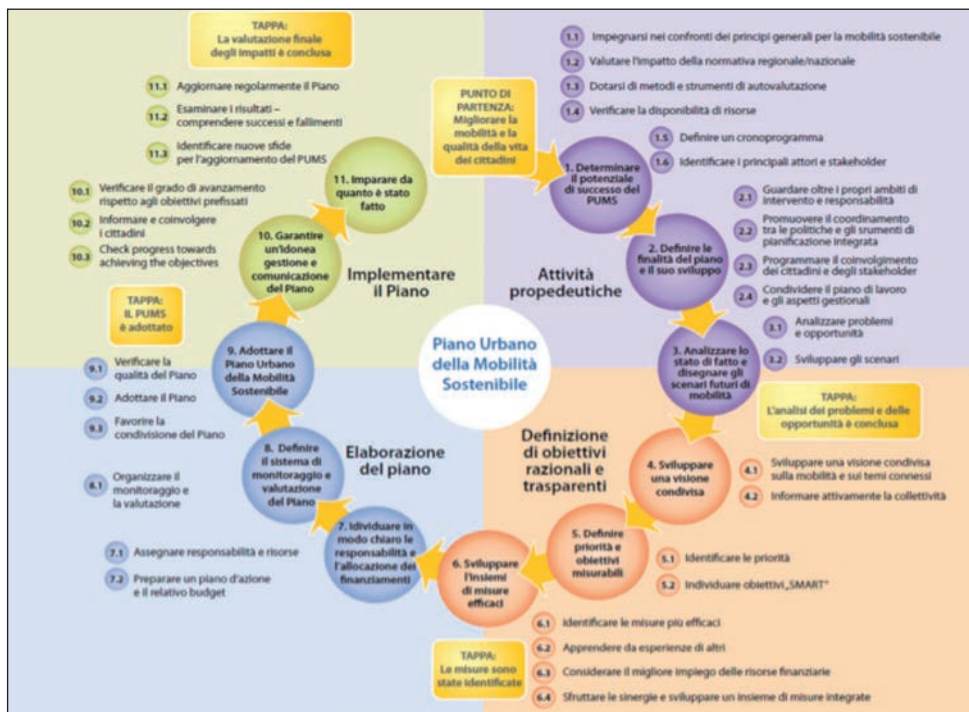 TAPPA:
La valutazione finale
degli impatti è conclusa
11.1 Aggiornare regolarmente il Piano
11.2 Esaminare i risultati –
comprendere successi e fallimenti
11.3 Identificare nuove sfide
per l'aggiornamento del PUMS
10.1 Verificare il grado di avanzamento
rispetto agli obiettivi prefissati
10.2 Informare e coinvolgere
i cittadini
10.3 Check progress towards
achieving the objectives
11. Imparare da
quanto è stato
fatto
10. Garantire
un'idonea
gestione e
comunicazione
del Piano
Implementare
il Piano
PUNTO DI
PARTENZA:
Migliorare la
mobilità e la
qualità della vita
dei cittadini
1.1 Impegnarsi nei confronti dei principi generali per la mobilità sostenibile
1.2 Valutare l'impatto della normativa regionale/nazionale
1.3 Dotarsi di metodi e strumenti di autovalutazione
1.4 Verificare la disponibilità di risorse
1.5 Definire un cronoprogramma
1.6 Identificare i principali attori e stakeholder
1. Determinare
il potenziale
di successo del
PUMS
2.1 Guardare oltre i propri ambiti di
intervento e responsabilità
2.2 Promuovere il coordinamento
tra le politiche e gli srumenti di
pianificazione integrata
2.3 Programmare il coinvolgimento
dei cittadini e degli stakeholder
2.4 Condividere il piano di lavoro
e gli aspetti gestionali
2. Definire le
finalità del piano
e il suo sviluppo
Attività
propedeutiche
3.1 Analizzare problemi
e opportunità
3.2 Sviluppare gli scenari
3. Analizzare lo
stato di fatto e
disegnare gli
scenari futuri di
mobilità
TAPPA:
L'analisi dei problemi e delle
opportunità è conclusa
Piano Urbano
della Mobilità
Sostenibile
TAPPA:
IL PUMS
è adottato
9.1 Verificare la
qualità del Piano
9.2 Adottare il Piano
9.3 Favorire la
condivisione del Piano
9. Adottare il
Piano Urbano
della Mobilità
Sostenibile
8.1 Organizzare il
monitoraggio e
la valutazione
8. Definire
il sistema di
monitoraggio e
valutazione
del Piano
Elaborazione
del piano
7.1 Assegnare responsabilità e risorse
7.2 Preparare un piano d'azione
e il relativo budget
7. Idividuare in
modo chiaro le
responsabilità e
l'allocazione dei
finanziamenti
Definizione
di obiettivi
razionali e
trasparenti
4. Sviluppare
una visione
condivisa
4.1 Sviluppare una visione condivisa
sulla mobilità e sui temi connessi
4.2 Informare attivamente la collettività
5. Definire
priorità e
obiettivi
misurabili
5.1 Identificare le priorità
5.2 Individuare obiettivi „SMART"
6. Sviluppare
l'insiemi
di misure
efficaci
6.1 Identificare le misure più efficaci
6.2 Apprendere da esperienze di altri
6.3 Considerare il migliore impiego delle risorse finanziarie
6.4 Sfruttare le sinergie e sviluppare un insieme di misure integrate
TAPPA:
Le misure sono
state identificate